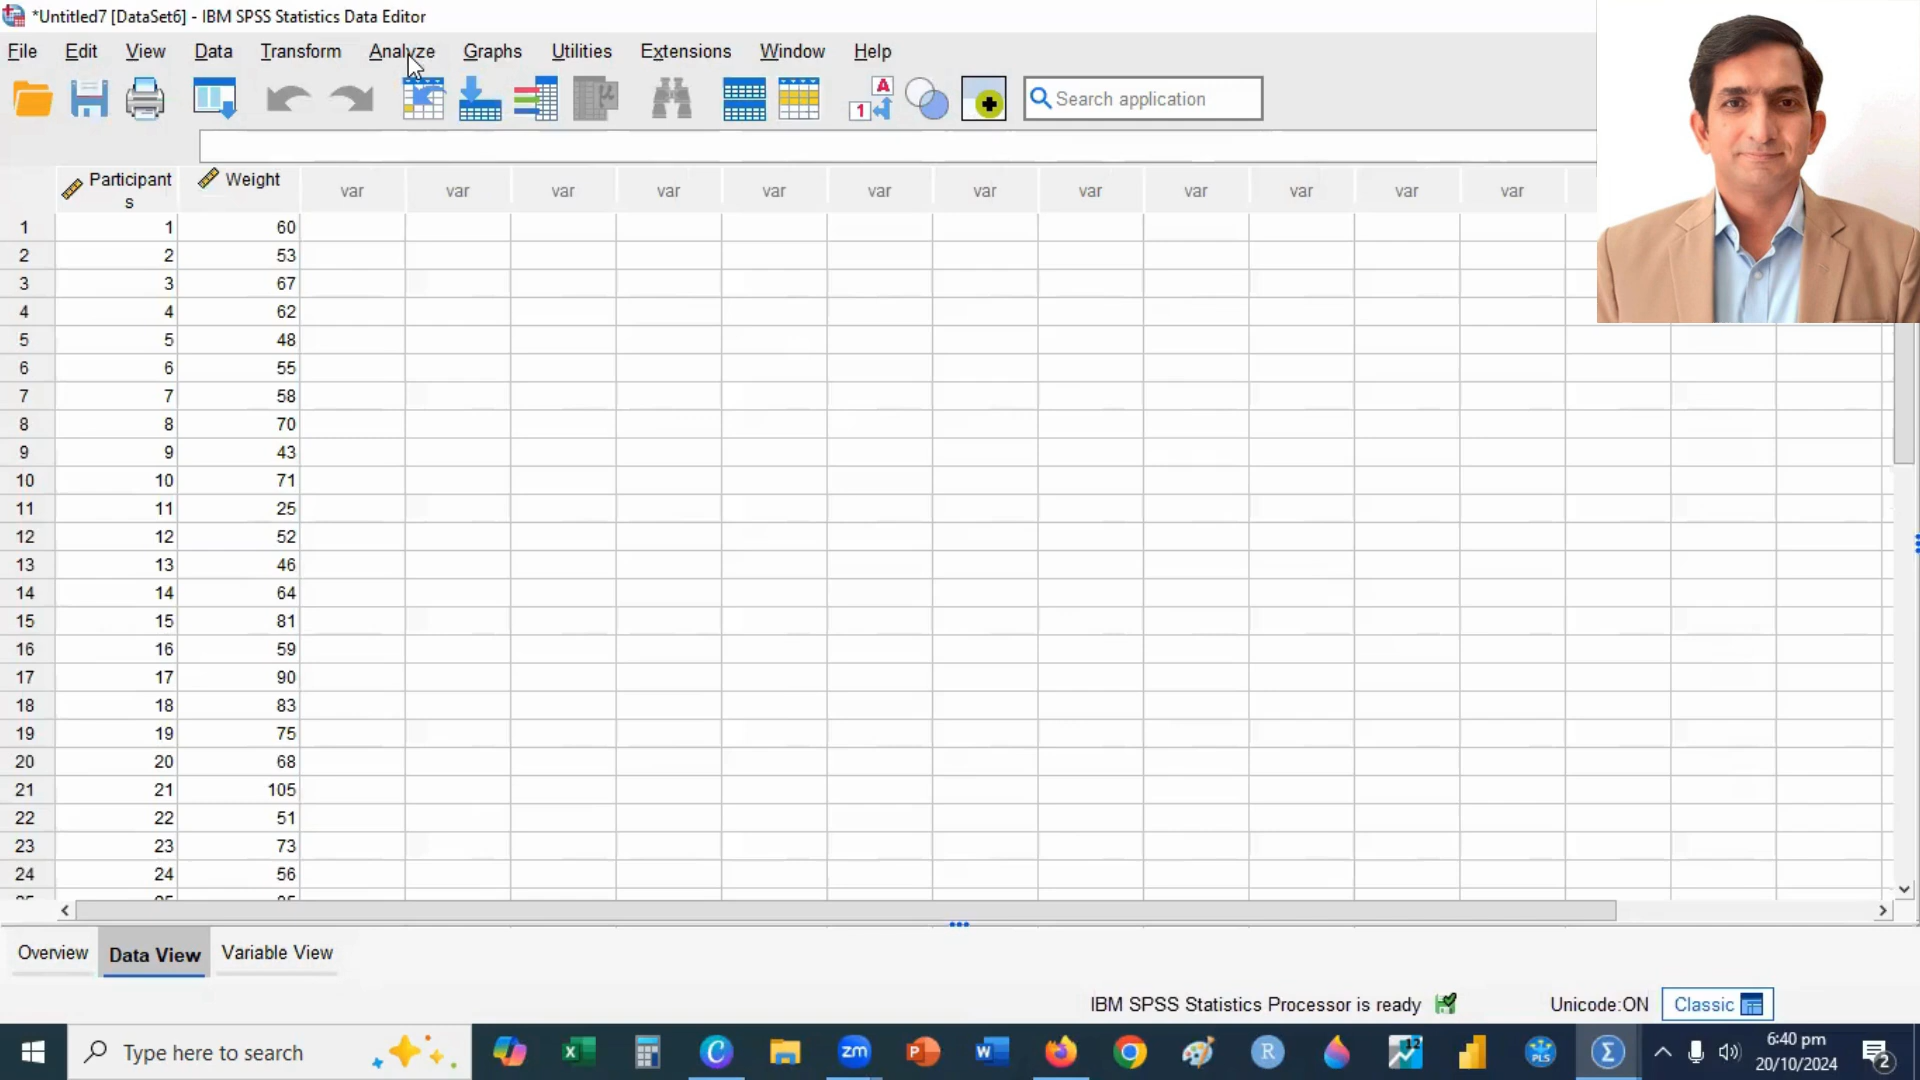 *Untitled7 [DataSet6] - IBM SPSS Statistics Data Editor
File Edit View Data Transform Analyze Graphs Utilities Extensions Window Help
Search application
Participants Weight var var var var var var var var var var var var
1 1 60
2 2 53
3 3 67
4 4 62
5 5 48
6 6 55
7 7 58
8 8 70
9 9 43
10 10 71
11 11 25
12 12 52
13 13 46
14 14 64
15 15 81
16 16 59
17 17 90
18 18 83
19 19 75
20 20 68
21 21 105
22 22 51
23 23 73
24 24 56
Overview Data View Variable View
IBM SPSS Statistics Processor is ready Unicode:ON Classic
Type here to search
6:40 pm
20/10/2024
2